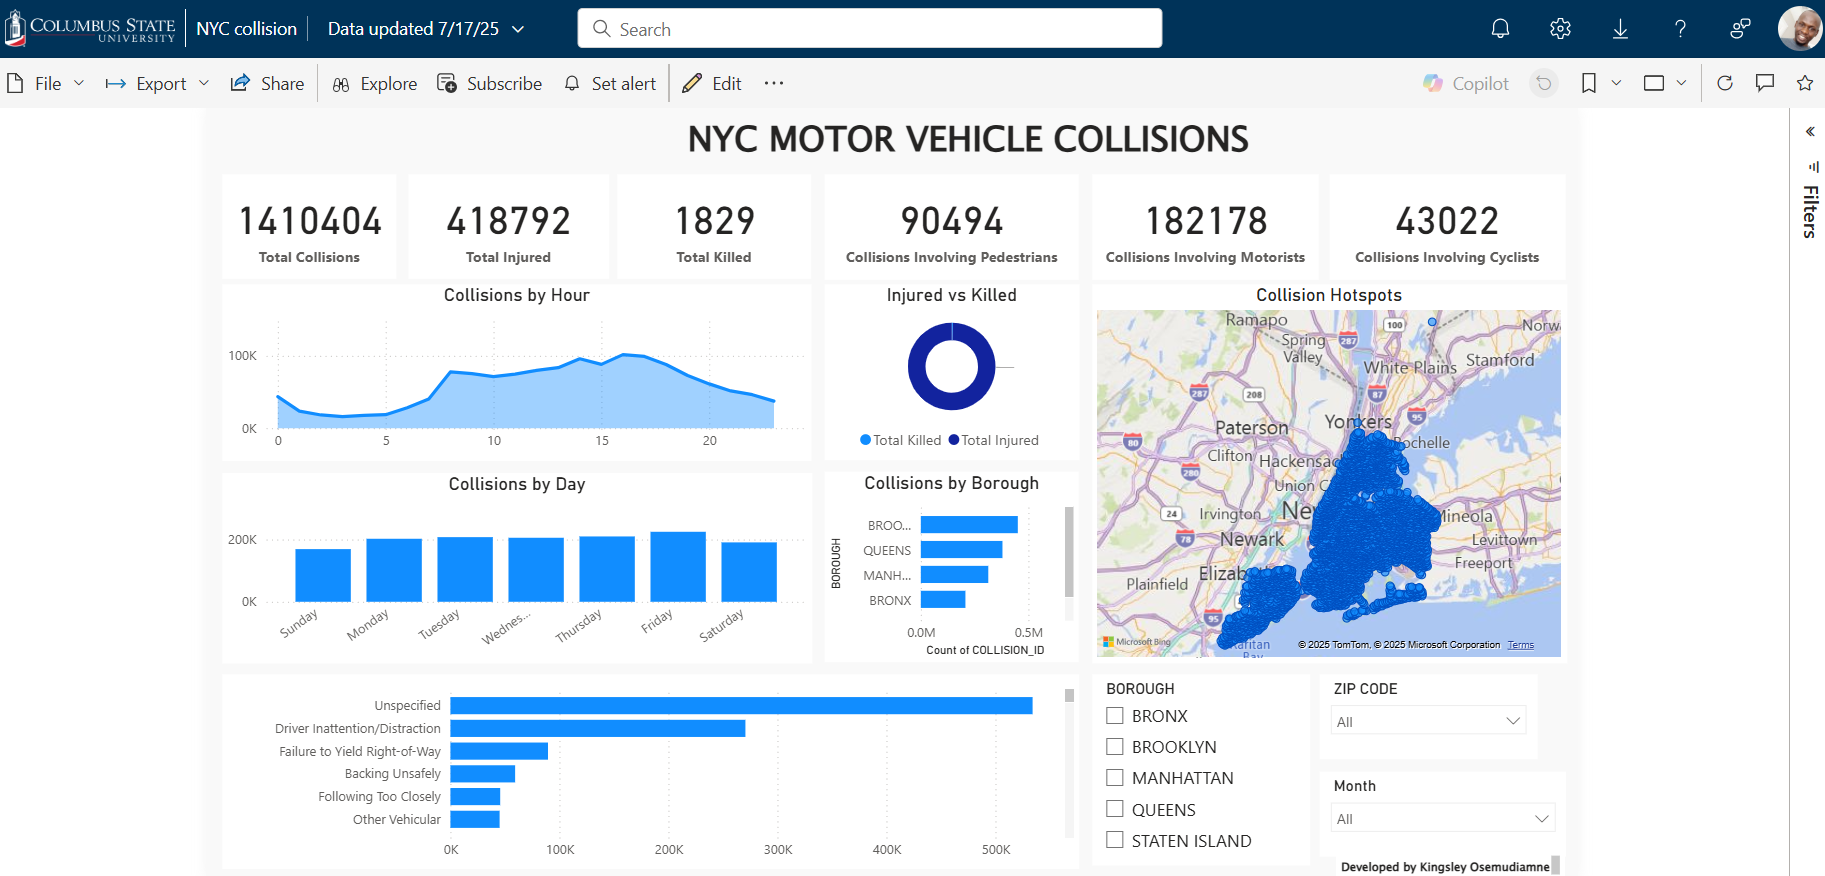 COLUMBUS STATE
UNIVERSITY
NYC collision
Data updated 7/17/25
Search
File
Export
Share
Explore
Subscribe
Set alert
Edit
Copilot
NYC MOTOR VEHICLE COLLISIONS
Filters
1410404
Total Collisions
418792
Total Injured
1829
Total Killed
90494
Collisions Involving Pedestrians
182178
Collisions Involving Motorists
43022
Collisions Involving Cyclists
Collisions by Hour
100K
0K
0 5 10 15 20
Injured vs Killed
Total Killed Total Injured
Collision Hotspots
Ramapo
100
Norw
Spring
Valley
287
Stamford
White Plains
287
208
87
95
Yonkers
Paterson
80
ochelle
Clifton
Hackensac
280
Union C
24
Irvington
Ne
Mineola
78
Newark
Levittown
Freeport
Elizab
Plainfield
95
Raritan
Bay
Microsoft Bing
© 2025 TomTom, © 2025 Microsoft Corporation Terms
Collisions by Day
200K
0K
Sunday
Monday
Tuesday
Wednes...
Thursday
Friday
Saturday
Collisions by Borough
BOROUGH
BROO...
QUEENS
MANH...
BRONX
0.0M 0.5M
Count of COLLISION_ID
Unspecified
Driver Inattention/Distraction
Failure to Yield Right-of-Way
Backing Unsafely
Following Too Closely
Other Vehicular
0K 100K 200K 300K 400K 500K
BOROUGH
BRONX
BROOKLYN
MANHATTAN
QUEENS
STATEN ISLAND
ZIP CODE
All
Month
All
Developed by Kingsley Osemudiamne